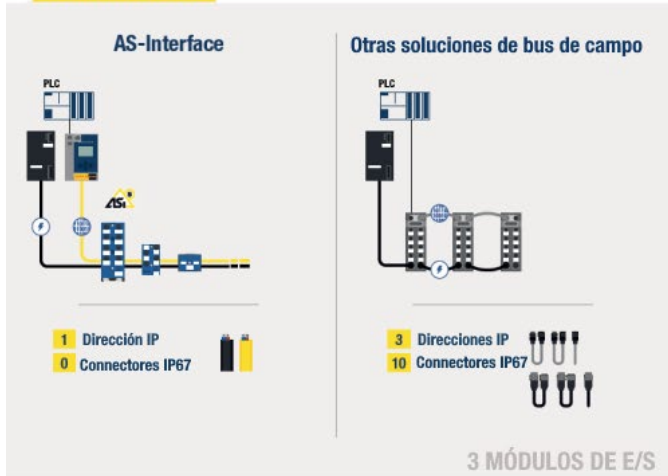 AS-Interface
Otras soluciones de bus de campo
PLC
PLC
ASi
1 Dirección IP
0 Connectores IP67
3 Direcciones IP
10 Connectores IP67
3 MÓDULOS DE E/S